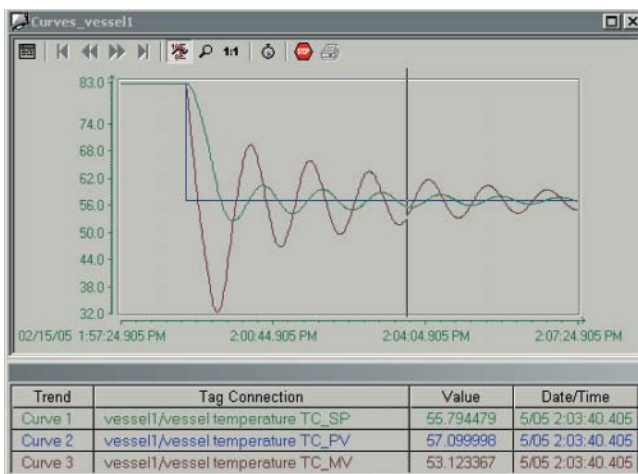 Curves_vessel1
1:1
STOP
83.0
74.0
68.0
62.0
56.0
50.0
44.0
38.0
32.0
02/15/05 1:57:24.905 PM 2:00:44.905 PM 2:04:04.905 PM 2:07:24.905 PM
Trend Tag Connection Value Date/Time
Curve 1 vessel1/vessel temperature TC_SP 55.794479 5/05 2:03:40.405
Curve 2 vessel1/vessel temperature TC_PV 57.099998 5/05 2:03:40.405
Curve 3 vessel1/vessel temperature TC_MV 53.123367 5/05 2:03:40.405